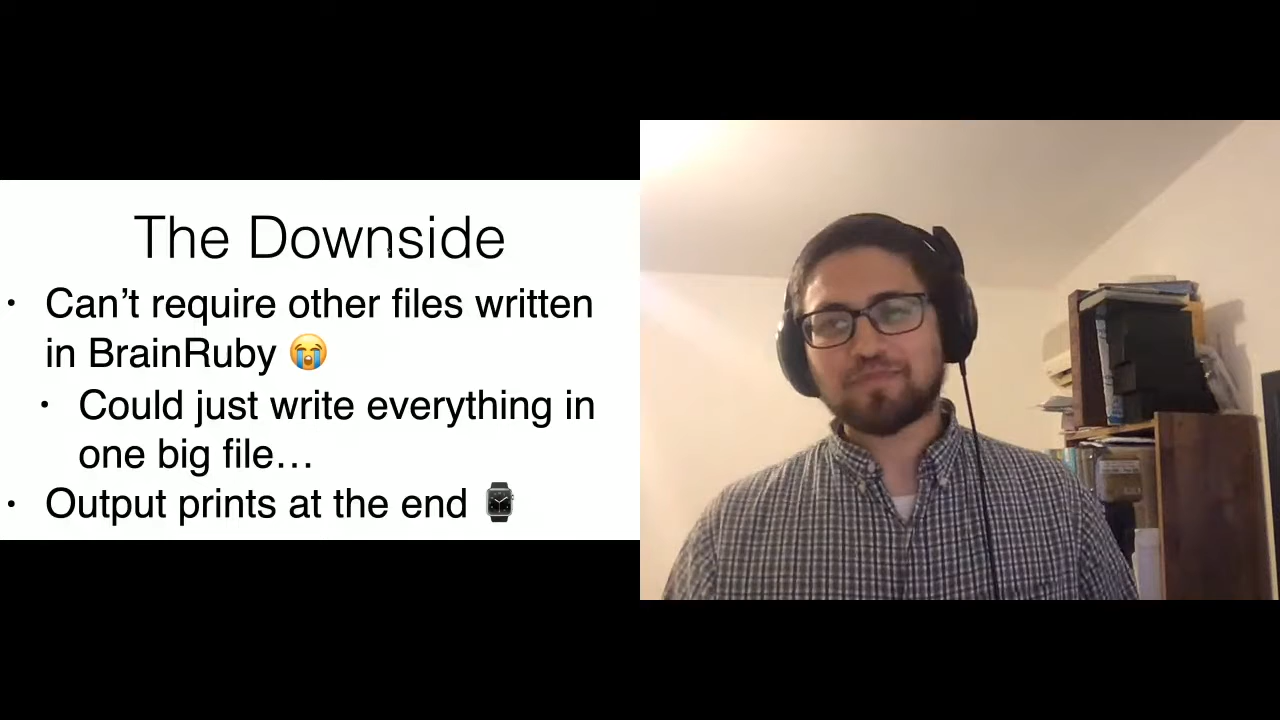 The Downside
• Can’t require other files written
in BrainRuby 😭
• Could just write everything in
one big file…
• Output prints at the end ⌚